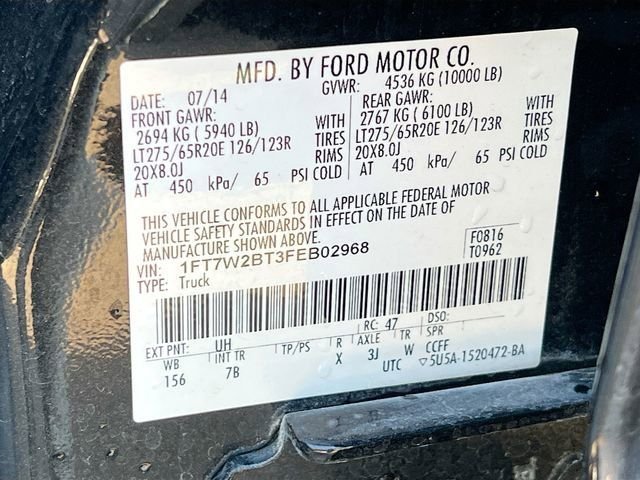 MFD. BY FORD MOTOR CO.
DATE: 07/14 GVWR: 4536 KG (10000 LB)
FRONT GAWR: REAR GAWR:
2694 KG ( 5940 LB) WITH 2767 KG ( 6100 LB) WITH
LT275/65R20E 126/123R TIRES LT275/65R20E 126/123R TIRES
20X8.0J RIMS 20X8.0J RIMS
AT 450 kPa/ 65 PSI COLD AT 450 kPa/ 65 PSI COLD
THIS VEHICLE CONFORMS TO ALL APPLICABLE FEDERAL MOTOR
VEHICLE SAFETY STANDARDS IN EFFECT ON THE DATE OF
MANUFACTURE SHOWN ABOVE.
VIN: 1FT7W2BT3FEB02968 F0816
TYPE: Truck T0962
EXT PNT: UH RC: 47 DSO:
WB INT TR TP/PS R AXLE TR SPR
156 7B X 3J W CCFF
UTC ▽5U5A-1520472-BA